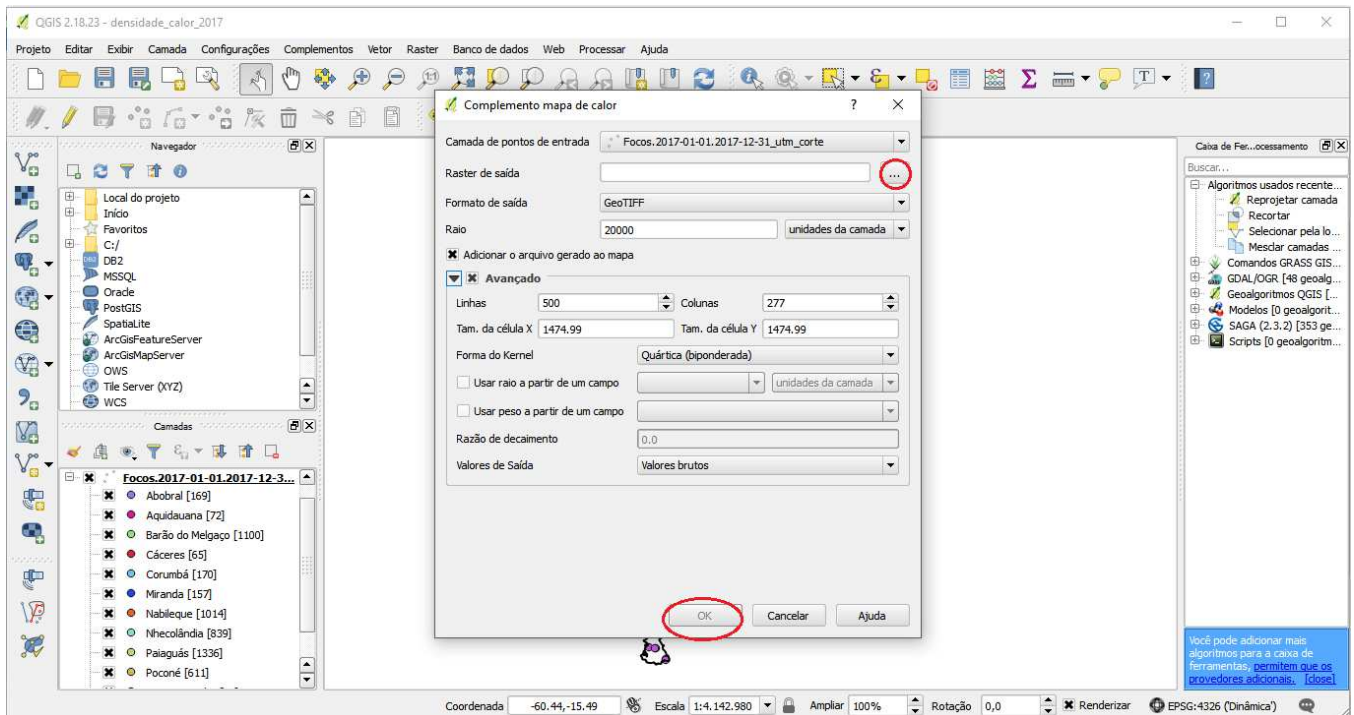 QGIS 2.18.23 - densidade_calor_2017
Projeto Editar Exibir Camada Configurações Complementos Vetor Raster Banco de dados Web Processar Ajuda
Navegador
Local do projeto
Início
Favoritos
C:/
DB2
MSSQL
Oracle
PostGIS
SpatiaLite
ArcGisFeatureServer
ArcGisMapServer
OWS
Tile Server (XYZ)
WCS
Camadas
Focos.2017-01-01.2017-12-3...
Abobral [169]
Aquidauana [72]
Barão do Melgaço [1100]
Cáceres [65]
Corumbá [170]
Miranda [157]
Nabileque [1014]
Nhecolândia [839]
Paiaguás [1336]
Poconé [611]
Complemento mapa de calor ? X
Camada de pontos de entrada Focos.2017-01-01.2017-12-31_utm_corte
Raster de saída ...
Formato de saída GeoTIFF
Raio 20000 unidades da camada
Adicionar o arquivo gerado ao mapa
Avançado
Linhas 500 Colunas 277
Tam. da célula X 1474.99 Tam. da célula Y 1474.99
Forma do Kernel Quártica (biponderada)
Usar raio a partir de um campo unidades da camada
Usar peso a partir de um campo
Razão de decaimento 0.0
Valores de Saída Valores brutos
OK Cancelar Ajuda
Caixa de Fer...ocessamento
Buscar...
Algoritmos usados recente...
Reprojetar camada
Recortar
Selecionar pela lo...
Mesclar camadas ...
Comandos GRASS GIS...
GDAL/OGR [48 geoalg...
Geoalgoritmos QGIS [...
Modelos [0 geoalgorit...
SAGA (2.3.2) [353 ge...
Scripts [0 geoalgoritm...
Você pode adicionar mais
algoritmos para a caixa de
ferramentas, permitem que os
provedores adicionais. [close]
Coordenada -60.44,-15.49 Escala 1:4.142.980 Ampliar 100% Rotação 0,0 Renderizar EPSG:4326 ('Dinâmica')